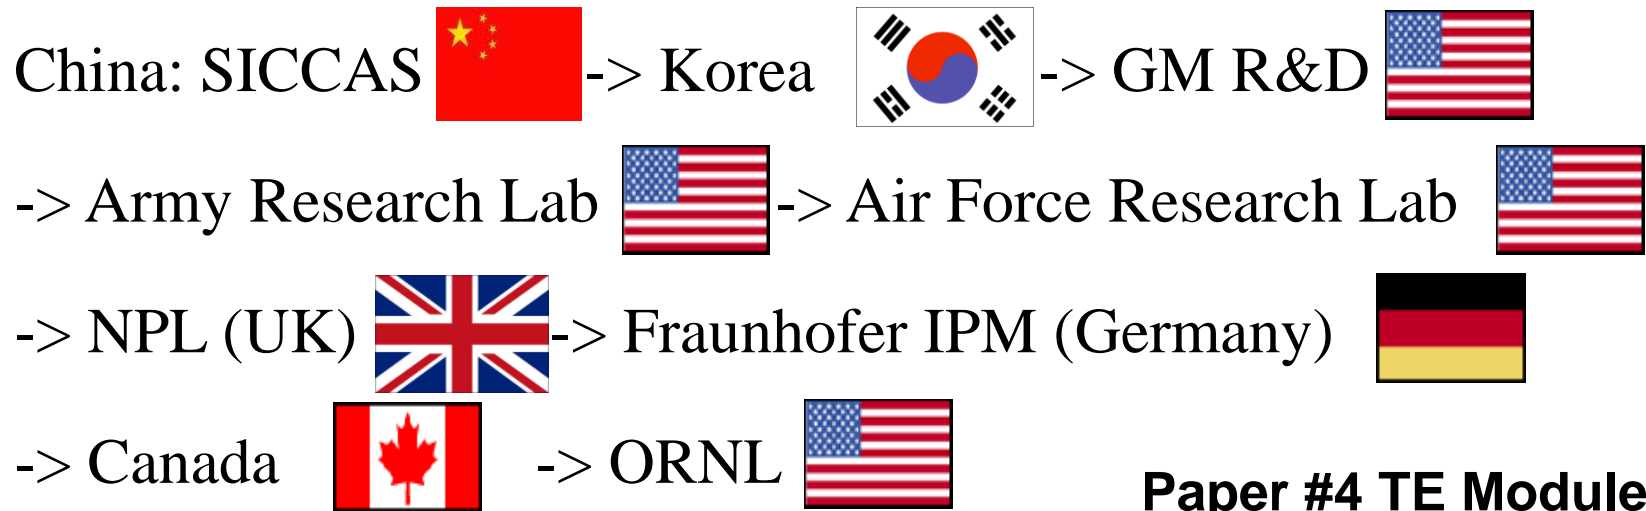 China: SICCAS -> Korea -> GM R&D
-> Army Research Lab -> Air Force Research Lab
-> NPL (UK) -> Fraunhofer IPM (Germany)
-> Canada -> ORNL
Paper #4 TE Module